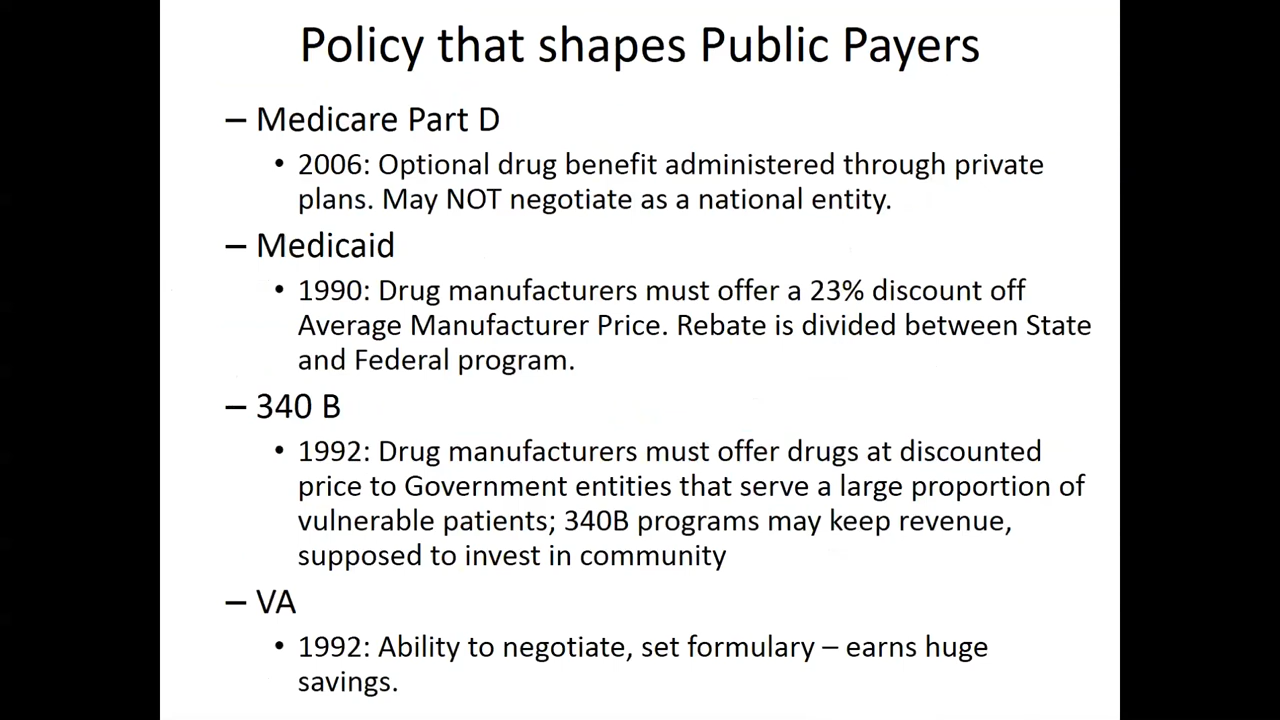 Policy that shapes Public Payers
– Medicare Part D
• 2006: Optional drug benefit administered through private
plans. May NOT negotiate as a national entity.
– Medicaid
• 1990: Drug manufacturers must offer a 23% discount off
Average Manufacturer Price. Rebate is divided between State
and Federal program.
– 340 B
• 1992: Drug manufacturers must offer drugs at discounted
price to Government entities that serve a large proportion of
vulnerable patients; 340B programs may keep revenue,
supposed to invest in community
– VA
• 1992: Ability to negotiate, set formulary – earns huge
savings.